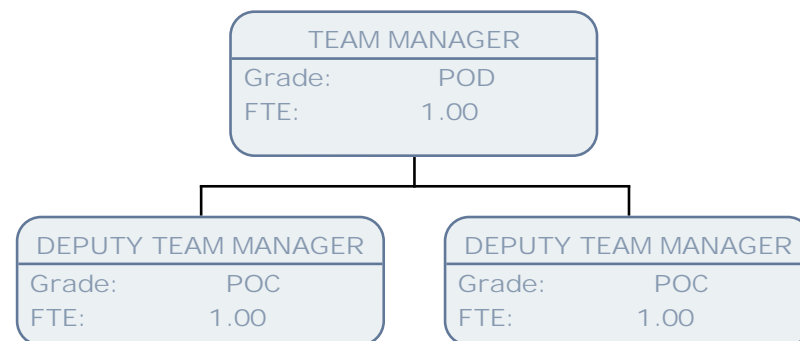 TEAM MANAGER
Grade: POD
FTE: 1.00
DEPUTY TEAM MANAGER
Grade: POC
FTE: 1.00
DEPUTY TEAM MANAGER
Grade: POC
FTE: 1.00